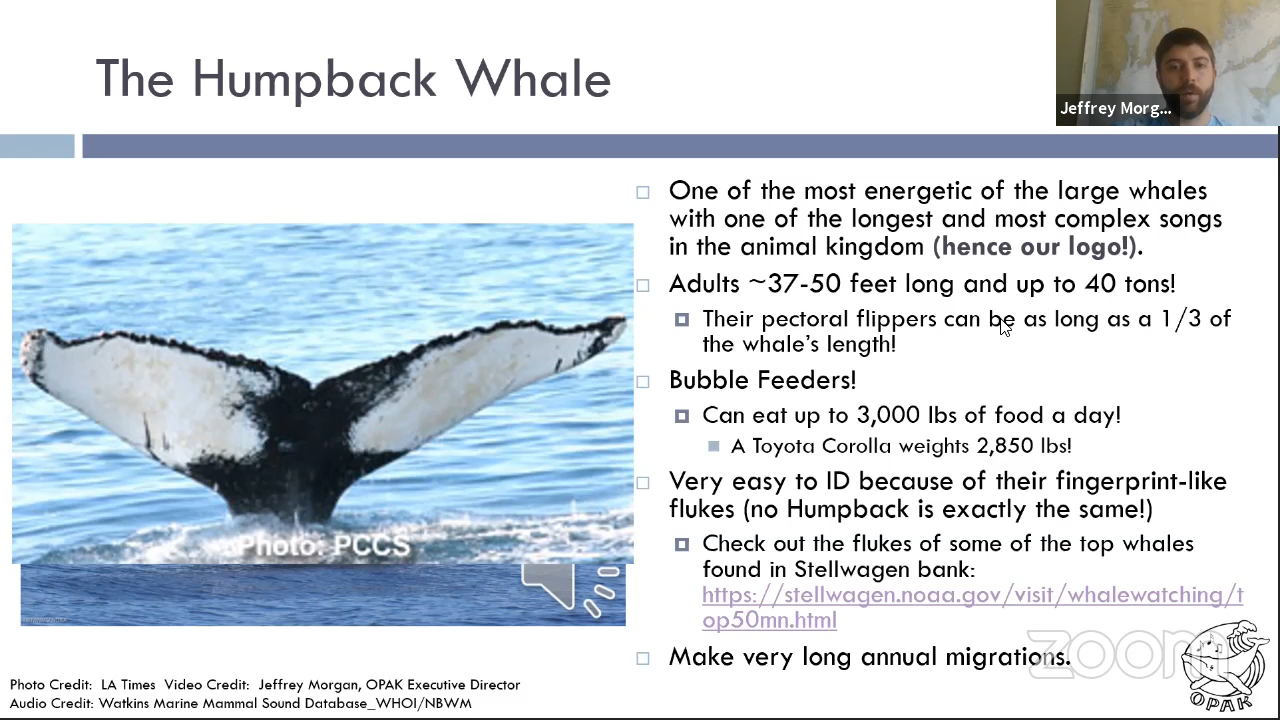 The Humpback Whale
Jeffrey Morg...
One of the most energetic of the large whales
with one of the longest and most complex songs
in the animal kingdom (hence our logo!).
Adults ~37-50 feet long and up to 40 tons!
Their pectoral flippers can be as long as a 1/3 of
the whale's length!
Bubble Feeders!
Can eat up to 3,000 lbs of food a day!
A Toyota Corolla weights 2,850 lbs!
Very easy to ID because of their fingerprint-like
flukes (no Humpback is exactly the same!)
Check out the flukes of some of the top whales
found in Stellwagen bank:
https://stellwagen.noaa.gov/visit/whalewatching/t
op50mn.html
Make very long annual migrations.
Photo: PCCS
Photo Credit: LA Times Video Credit: Jeffrey Morgan, OPAK Executive Director
Audio Credit: Watkins Marine Mammal Sound Database_WHOI/NBWM
zoom
OPAK